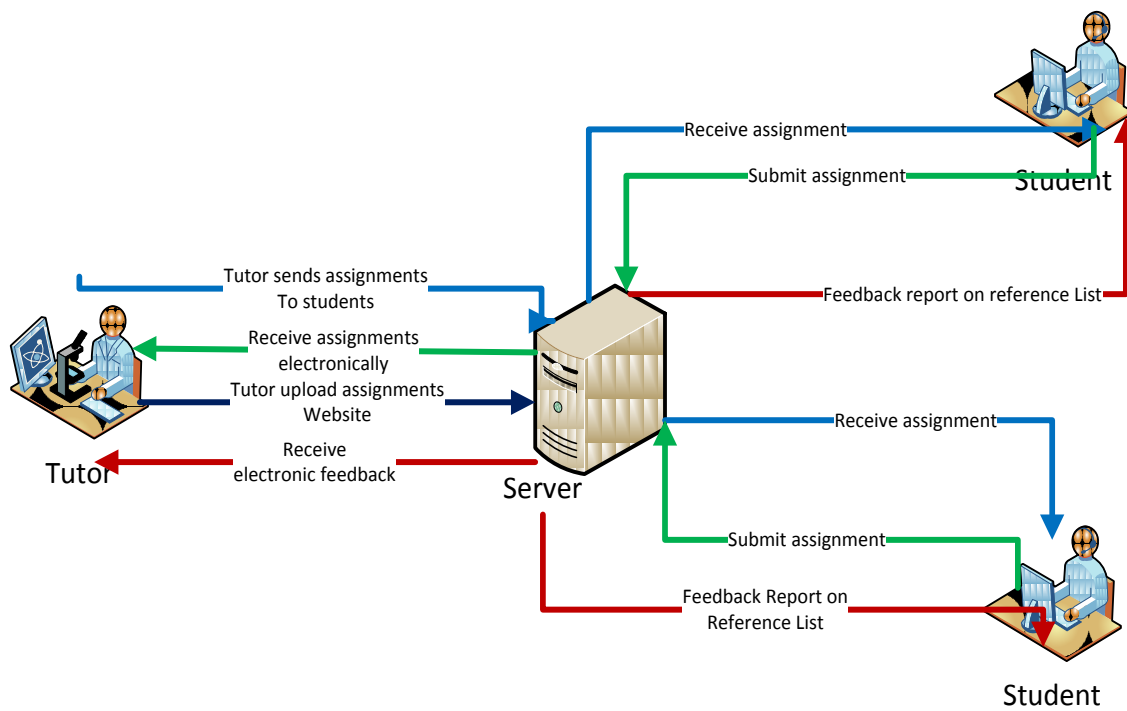 Receive assignment
Submit assignment
Student
Tutor sends assignments
To students
Feedback report on reference List
Receive assignments
electronically
Tutor upload assignments
Website
Receive assignment
Receive
electronic feedback
Tutor
Server
Submit assignment
Feedback Report on
Reference List
Student